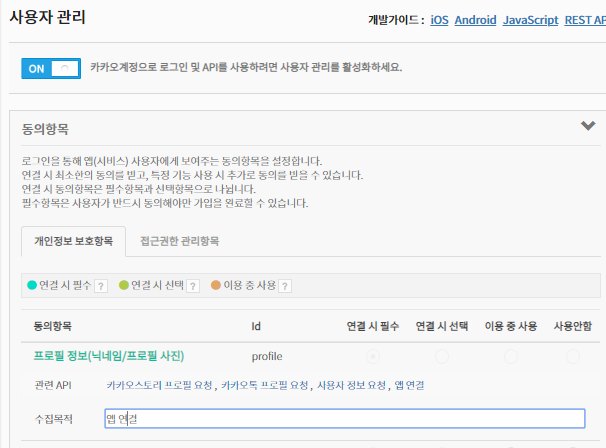 사용자 관리
개발가이드 : iOS Android JavaScript REST AP
ON 카카오계정으로 로그인 및 API를 사용하려면 사용자 관리를 활성화하세요.
동의항목
로그인을 통해 앱(서비스) 사용자에게 보여주는 동의항목을 설정합니다.
연결 시 최소한의 동의를 받고, 특정 기능 사용 시 추가로 동의를 받을 수 있습니다.
연결 시 동의항목은 필수항목과 선택항목으로 나뉩니다.
필수항목은 사용자가 반드시 동의해야만 가입을 완료할 수 있습니다.
개인정보 보호항목 접근권한 관리항목
연결 시 필수 ? 연결 시 선택 ? 이용 중 사용 ?
동의항목 Id 연결 시 필수 연결 시 선택 이용 중 사용 사용안함
프로필 정보(닉네임/프로필 사진) profile
관련 API 카카오스토리 프로필 요청 , 카카오톡 프로필 요청 , 사용자 정보 요청 , 앱 연결
수집목적 앱 연결